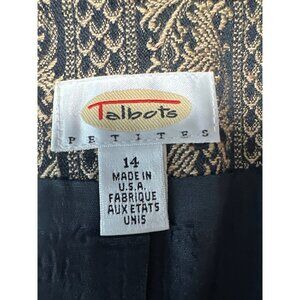 Talbots
PETITES
14
MADE IN
U.S.A.
FABRIQUE
AUX ETATS
UNIS